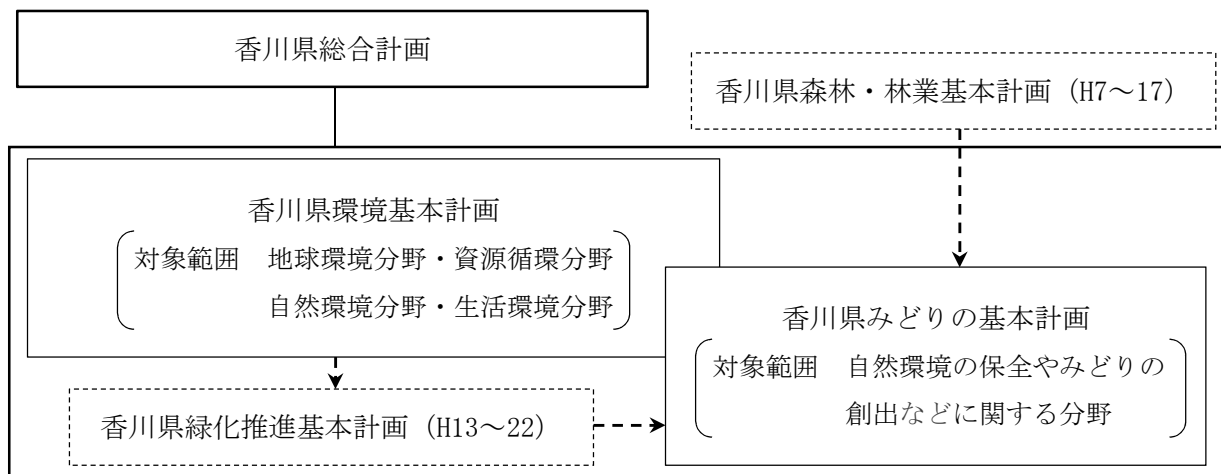 香川県総合計画
香川県森林・林業基本計画（H7～17）
香川県環境基本計画
対象範囲　地球環境分野・資源循環分野
自然環境分野・生活環境分野
香川県みどりの基本計画
対象範囲　自然環境の保全やみどりの
創出などに関する分野
香川県緑化推進基本計画（H13～22）